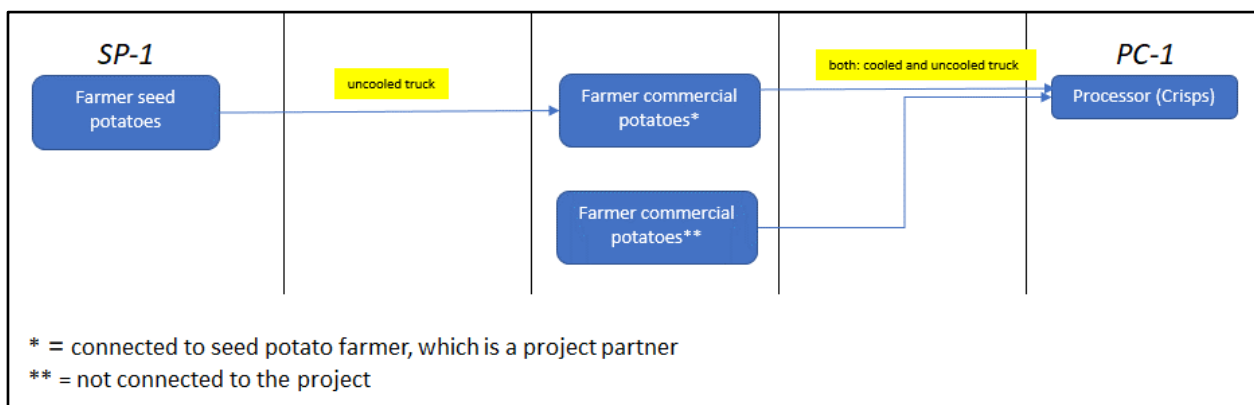 SP-1
Farmer seed
potatoes
uncooled truck
Farmer commercial
potatoes*
Farmer commercial
potatoes**
both: cooled and uncooled truck
PC-1
Processor (Crisps)
* = connected to seed potato farmer, which is a project partner
** = not connected to the project